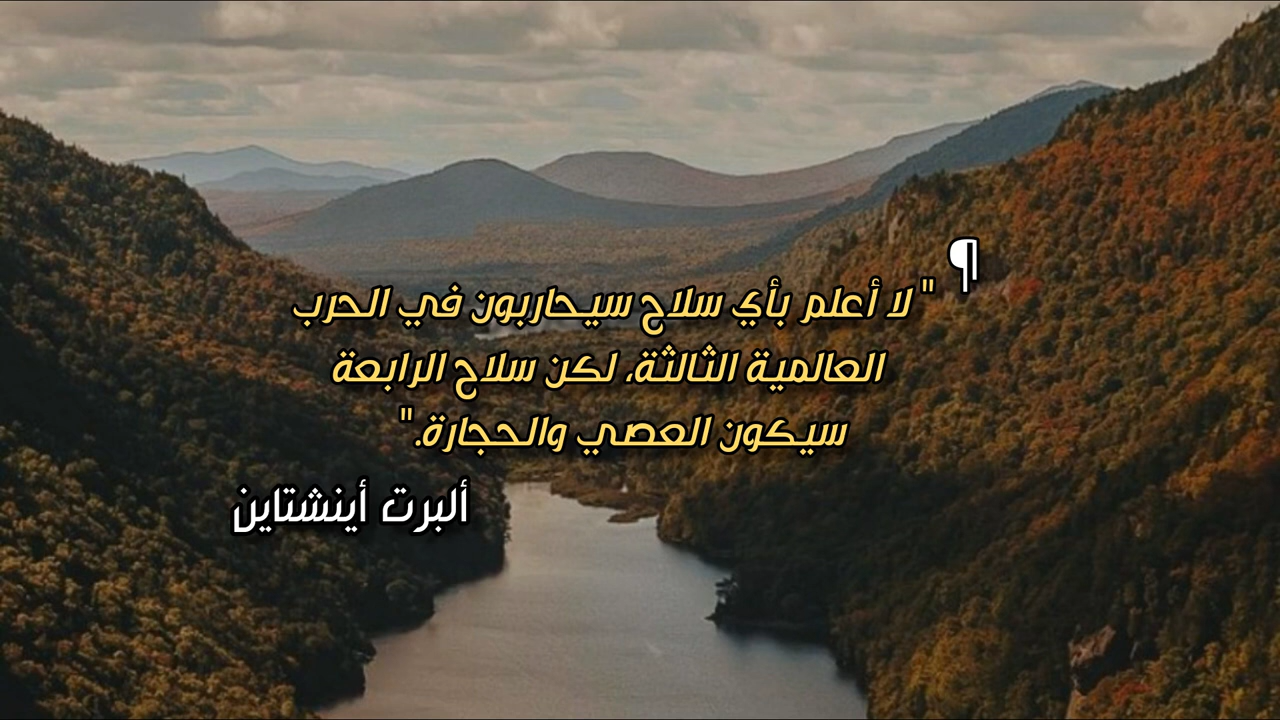 ¶
" لا أعلم بأي سلاح سيحاربون في الحرب
العالمية الثالثة، لكن سلاح الرابعة
سيكون العصي والحجارة."
ألبرت أينشتاين